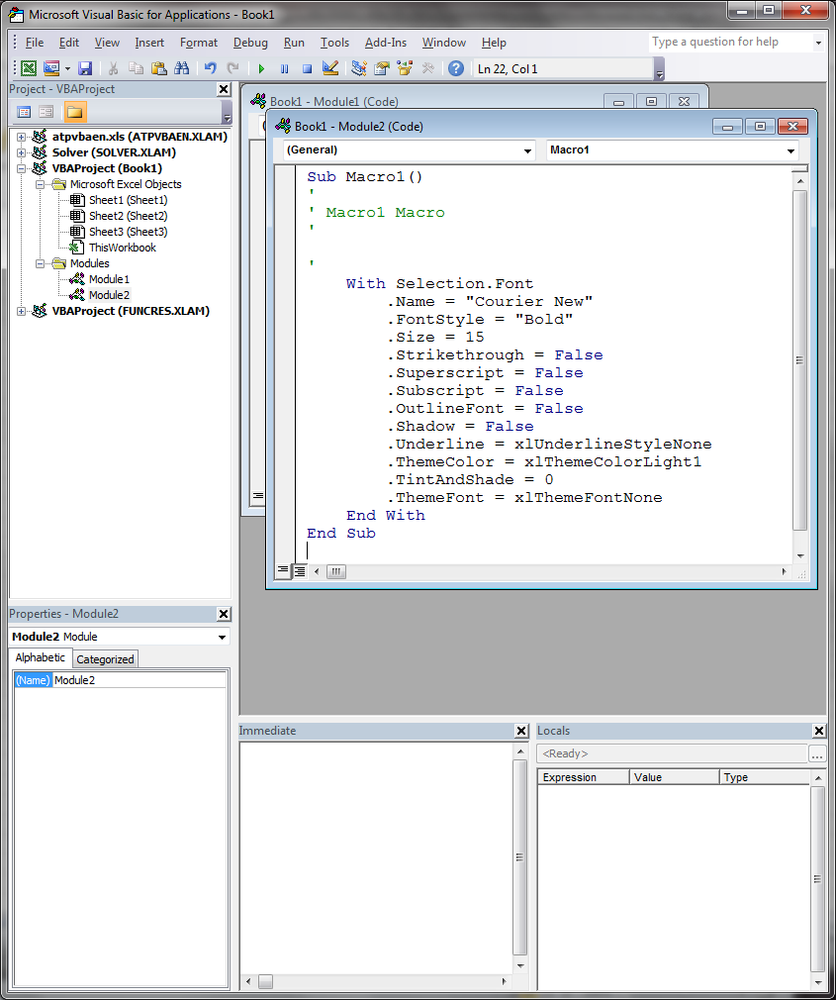 Microsoft Visual Basic for Applications - Book1
File Edit View Insert Format Debug Run Tools Add-Ins Window Help
Type a question for help
Ln 22, Col 1
Project - VBAProject
atpvbaen.xls (ATPVBAEN.XLAM)
Solver (SOLVER.XLAM)
VBAProject (Book1)
Microsoft Excel Objects
Sheet1 (Sheet1)
Sheet2 (Sheet2)
Sheet3 (Sheet3)
ThisWorkbook
Modules
Module1
Module2
VBAProject (FUNCRES.XLAM)
Book1 - Module1 (Code)
Book1 - Module2 (Code)
(General) Macro1
Sub Macro1()
'
' Macro1 Macro
'
'
With Selection.Font
.Name = "Courier New"
.FontStyle = "Bold"
.Size = 15
.Strikethrough = False
.Superscript = False
.Subscript = False
.OutlineFont = False
.Shadow = False
.Underline = xlUnderlineStyleNone
.ThemeColor = xlThemeColorLight1
.TintAndShade = 0
.ThemeFont = xlThemeFontNone
End With
End Sub
Properties - Module2
Module2 Module
Alphabetic Categorized
(Name) Module2
Immediate
Locals
<Ready>
...
Expression Value Type